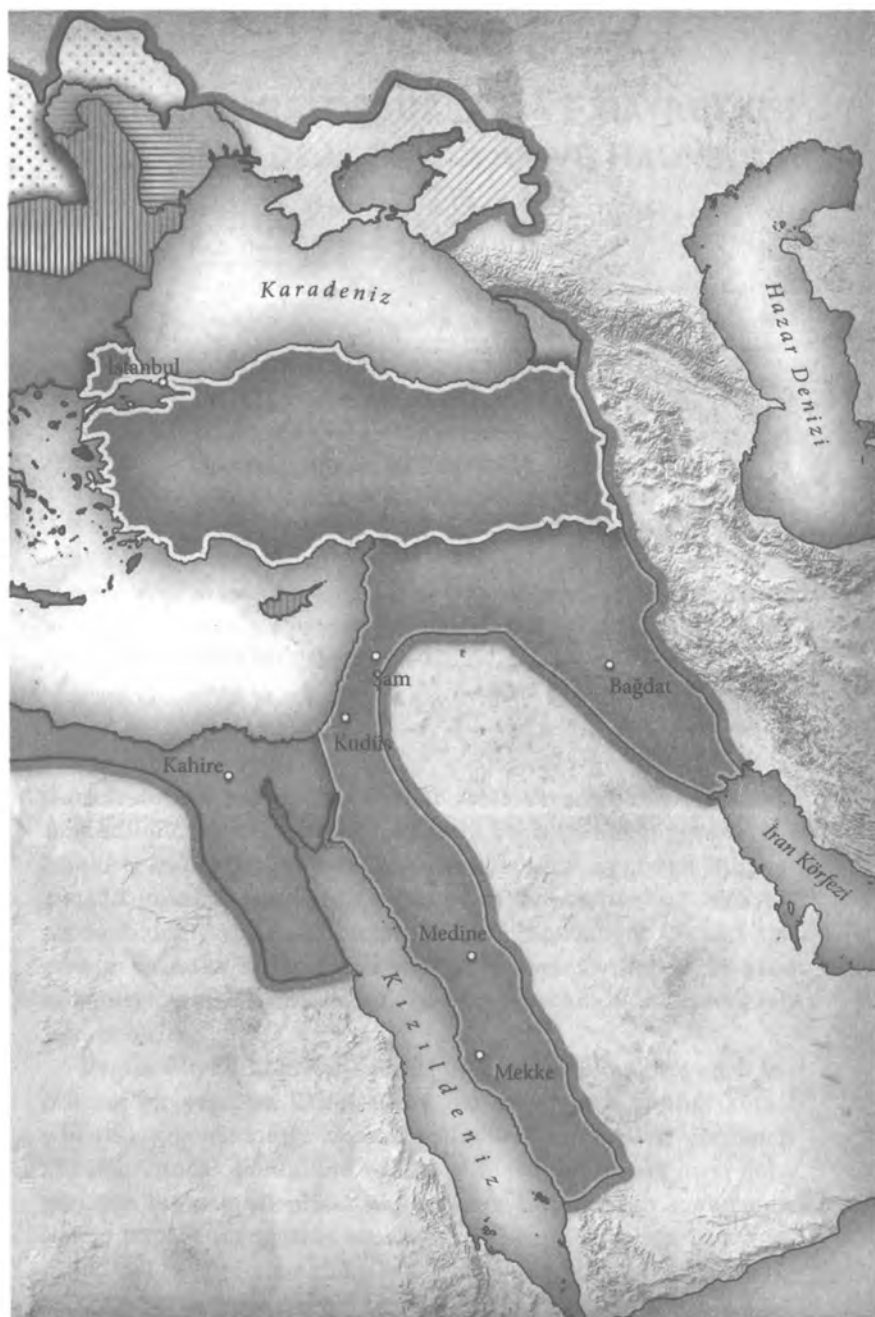 Karadeniz
Hazar Denizi
İstanbul
Şam
Bağdat
Kudüs
Kahire
İran Körfezi
Medine
Kızıldeniz
Mekke